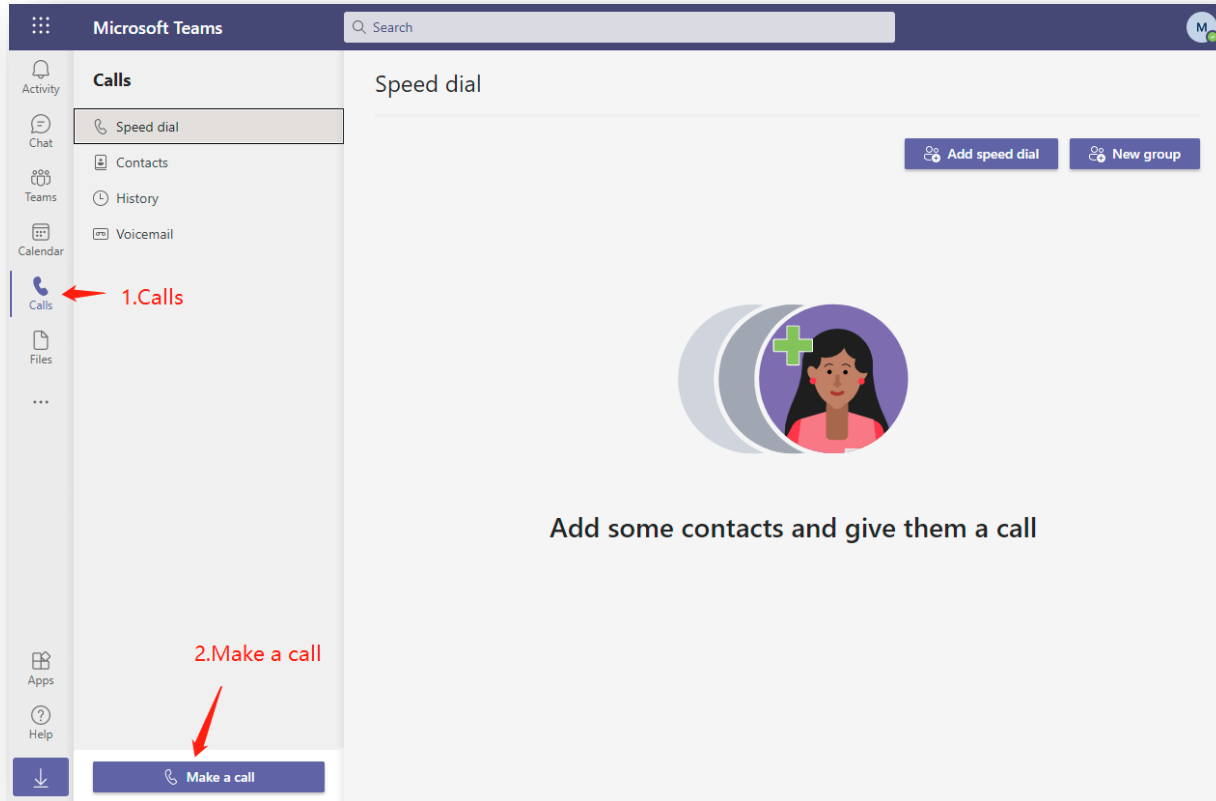 Microsoft Teams
Search
M
Activity
Chat
Teams
Calendar
Calls
Files
Apps
Help
Calls
Speed dial
Contacts
History
Voicemail
1.Calls
2.Make a call
Make a call
Speed dial
Add speed dial
New group
Add some contacts and give them a call